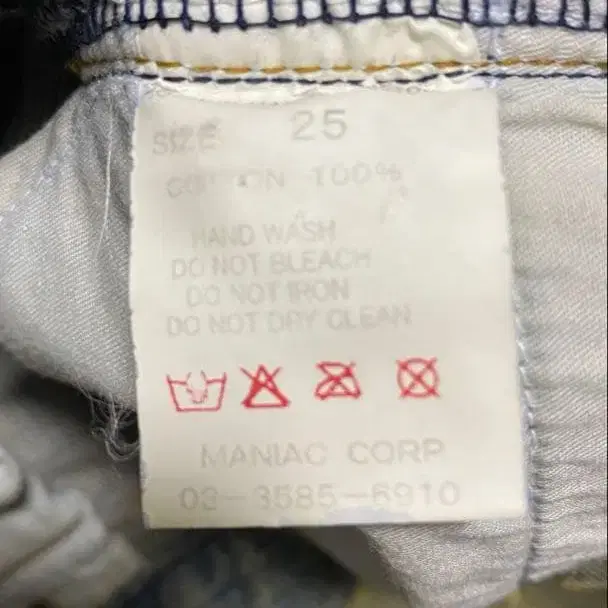 SIZE 25
COTTON 100%
HAND WASH
DO NOT BLEACH
DO NOT IRON
DO NOT DRY CLEAN
MANIAC CORP
03-3585-6910